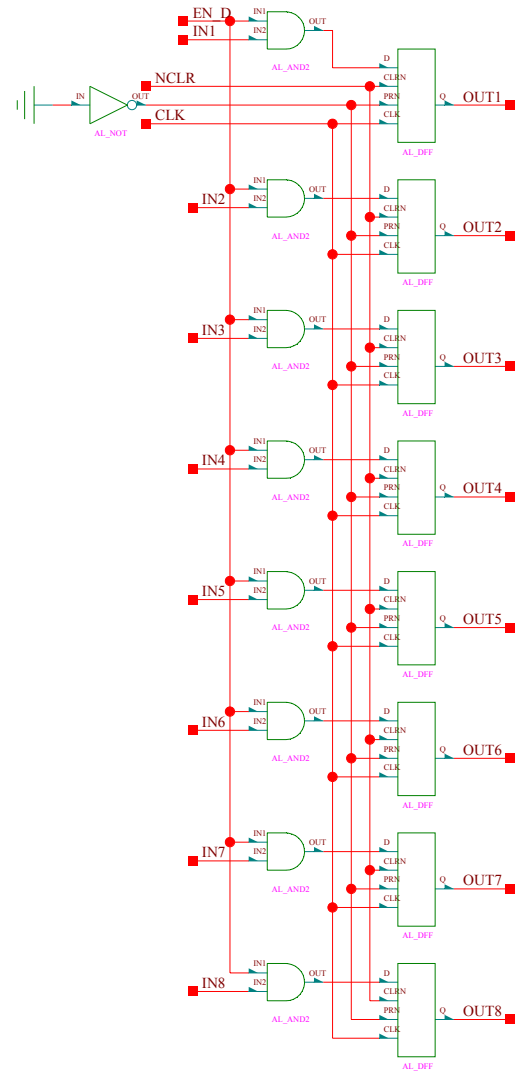 EN_D
IN1 OUT
IN1
IN2
AL_AND2
D
NCLR
CLRN
IN OUT
PRN Q OUT1
CLK
CLK
AL_NOT
AL_DFF
IN1 OUT D
IN2 IN2
CLRN
AL_AND2
PRN Q OUT2
CLK
AL_DFF
IN1 OUT D
IN3 IN2
CLRN
AL_AND2
PRN Q OUT3
CLK
AL_DFF
IN1 OUT D
IN4 IN2
CLRN
AL_AND2
PRN Q OUT4
CLK
AL_DFF
IN1 OUT D
IN5 IN2
CLRN
AL_AND2
PRN Q OUT5
CLK
AL_DFF
IN1 OUT D
IN6 IN2
CLRN
AL_AND2
PRN Q OUT6
CLK
AL_DFF
IN1 OUT D
IN7 IN2
CLRN
AL_AND2
PRN Q OUT7
CLK
AL_DFF
IN1 OUT D
IN8 IN2
CLRN
AL_AND2
PRN Q OUT8
CLK
AL_DFF